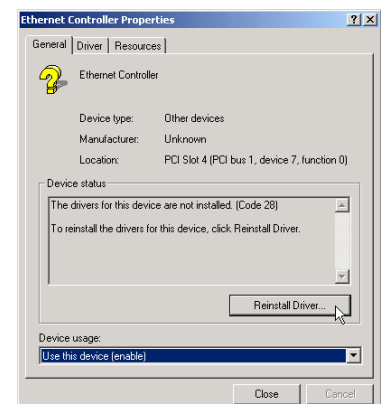 Ethernet Controller Properties
General Driver Resources
Ethernet Controller
Device type: Other devices
Manufacturer: Unknown
Location: PCI Slot 4 (PCI bus 1, device 7, function 0)
Device status
The drivers for this device are not installed. (Code 28)
To reinstall the drivers for this device, click Reinstall Driver.
Reinstall Driver...
Device usage:
Use this device (enable)
Close Cancel